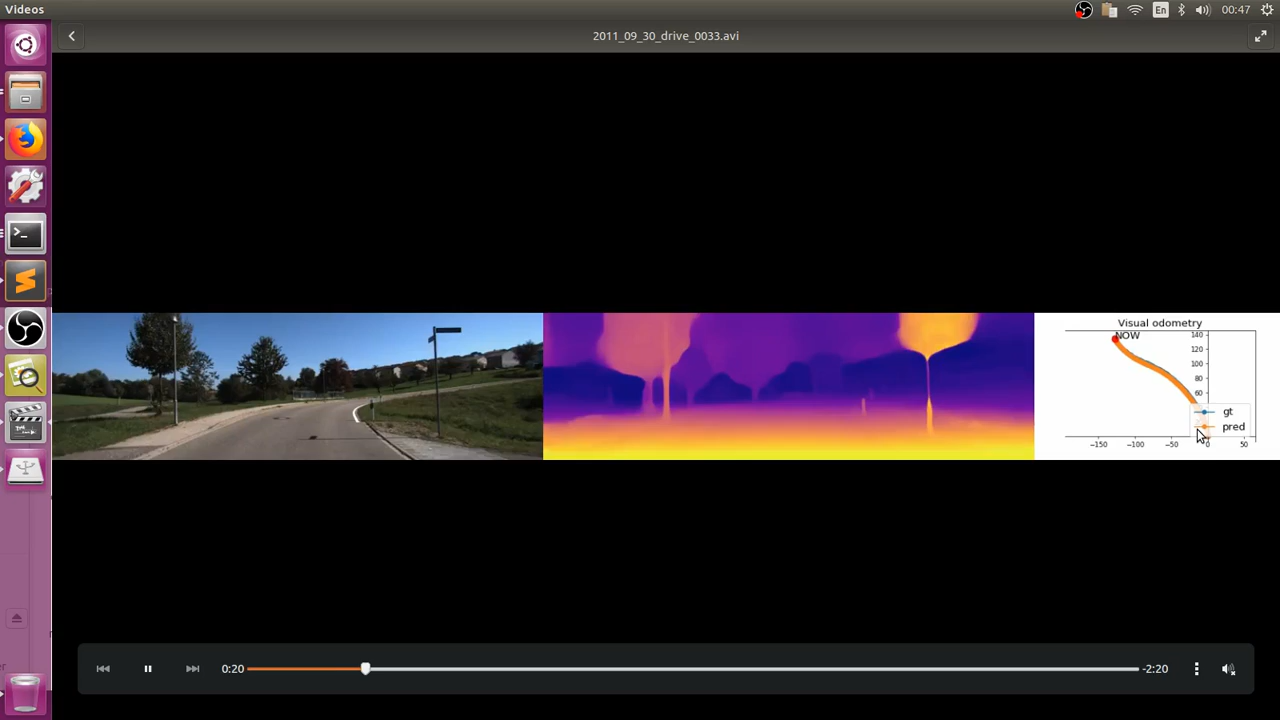 Videos
En
00:47
2011_09_30_drive_0033.avi
Visual odometry
NOW
140
120
100
80
60
gt
pred
−150
−100
−50
0
50
0:20
-2:20